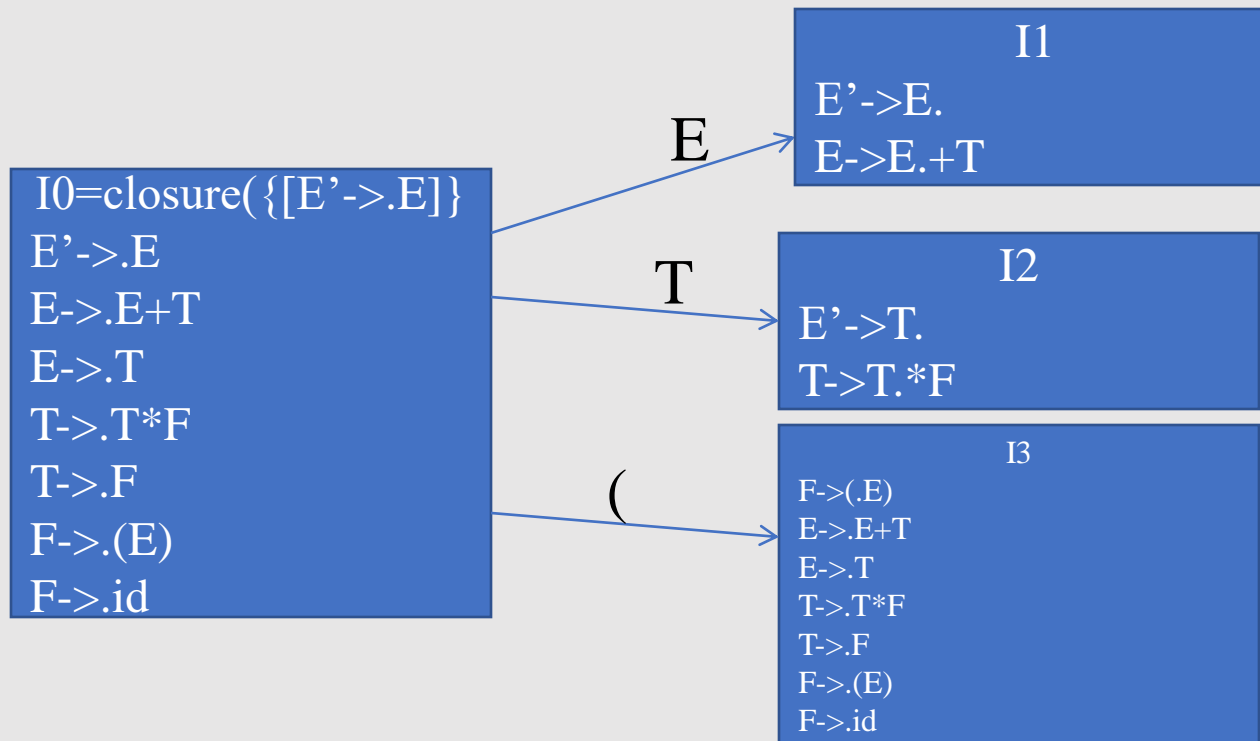 I0=closure({[E’->.E]}
E’->.E
E->.E+T
E->.T
T->.T*F
T->.F
F->.(E)
F->.id
E
T
(
I1
E’->E.
E->E.+T
I2
E’->T.
T->T.*F
I3
F->(.E)
E->.E+T
E->.T
T->.T*F
T->.F
F->.(E)
F->.id